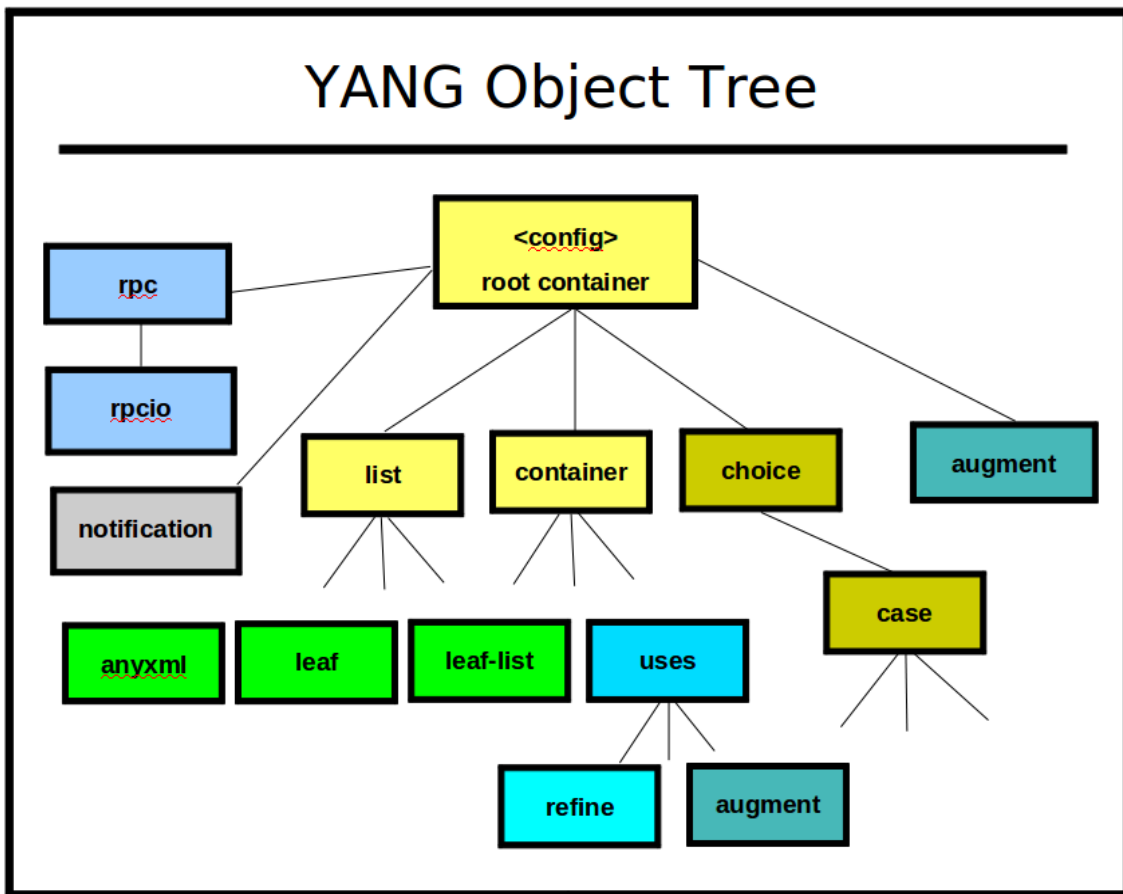 YANG Object Tree
<config>
root container
rpc
rpcio
notification
list
container
choice
augment
case
anyxml
leaf
leaf-list
uses
refine
augment